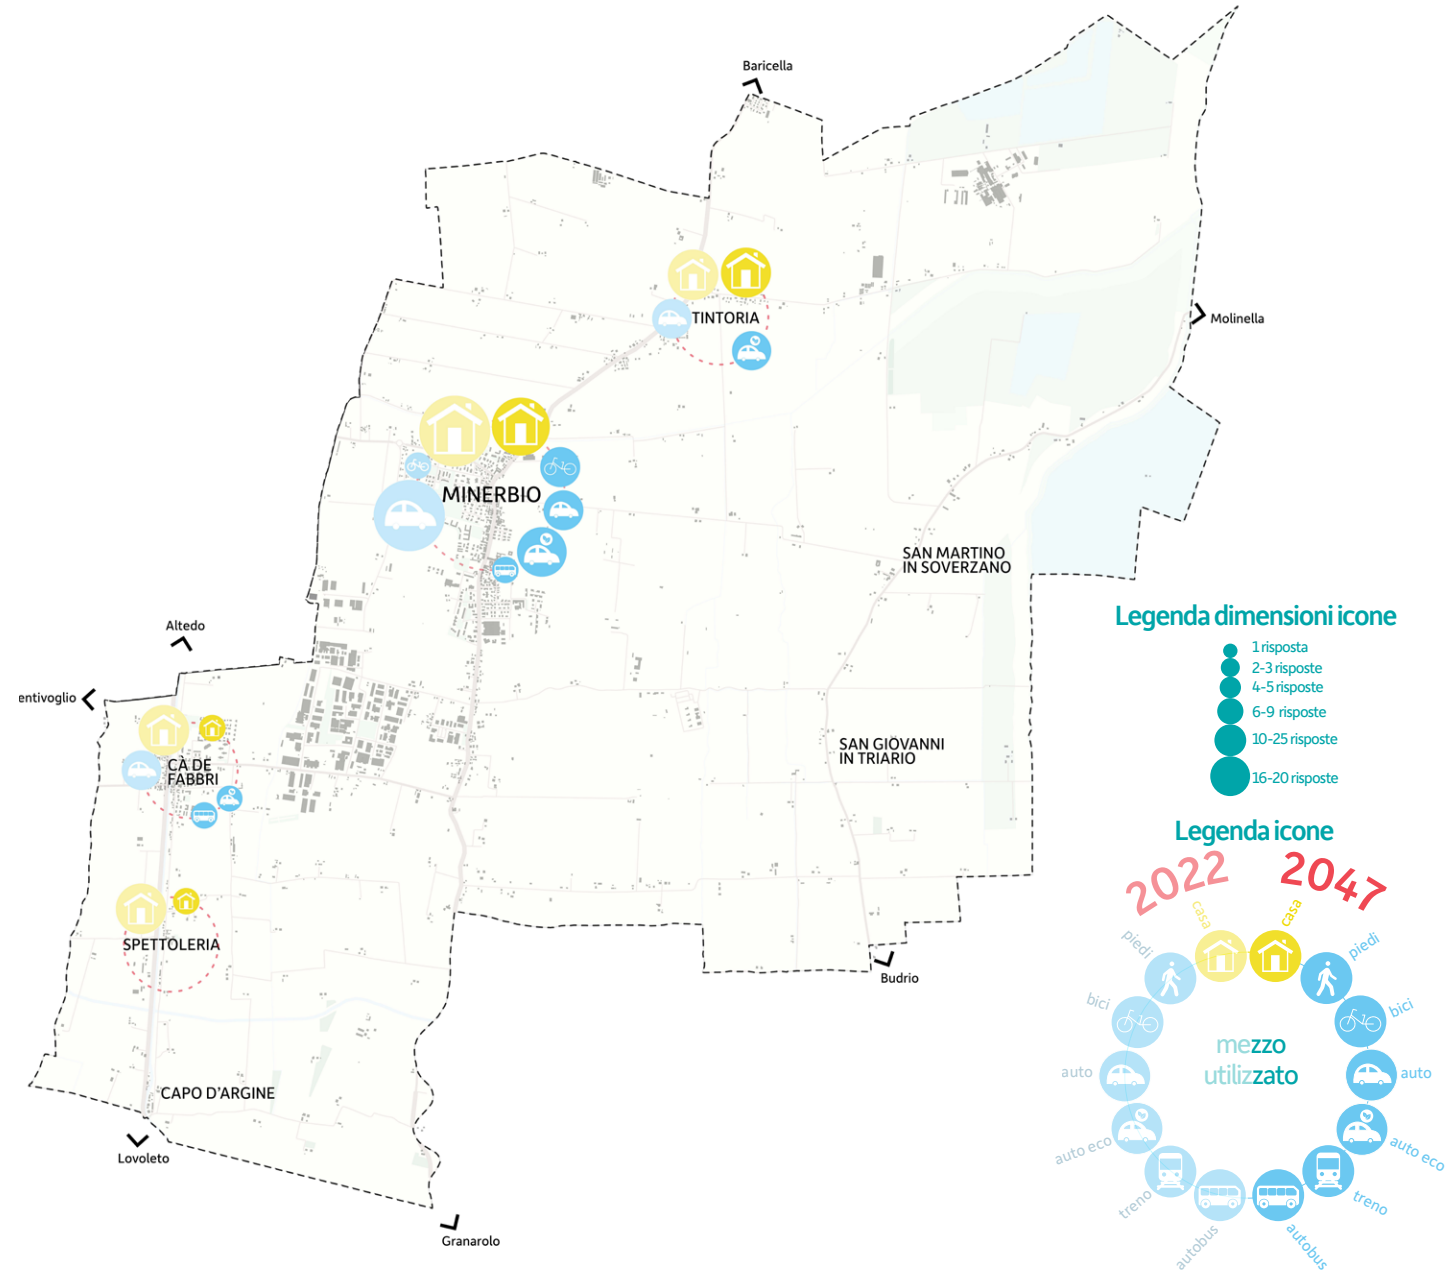 Baricella
Molinella
TINTORIA
MINERBIO
SAN MARTINO
IN SOVERZANO
Altedo
entivoglio
CÀ DE
FABBRI
SAN GIOVANNI
IN TRIARIO
SPETTOLERIA
Budrio
CAPO D'ARGINE
Lovoleto
Granarolo
Legenda dimensioni icone
1 risposta
2-3 risposte
4-5 risposte
6-9 risposte
10-25 risposte
16-20 risposte
Legenda icone
2022
2047
casa
casa
piedi
piedi
bici
bici
mezzo
utilizzato
auto
auto
auto eco
auto eco
treno
treno
autobus
autobus